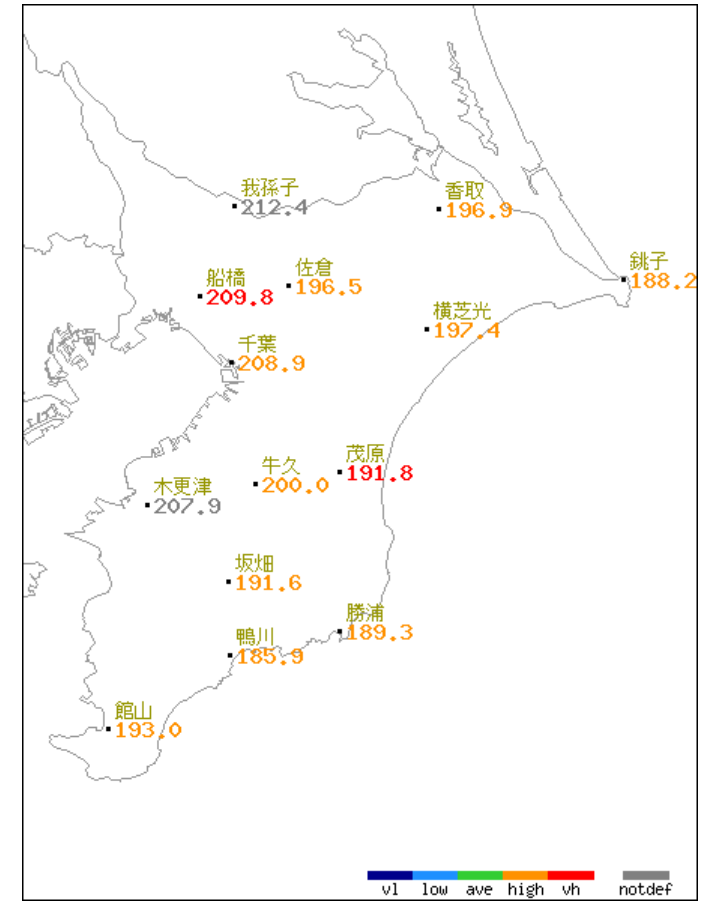 我孫子
212.4
香取
196.9
銚子
188.2
船橋
209.8
佐倉
196.5
横芝光
197.4
千葉
208.9
茂原
191.8
牛久
200.0
木更津
207.9
坂畑
191.6
勝浦
189.3
鴨川
185.9
館山
193.0
vl low ave high vh notdef